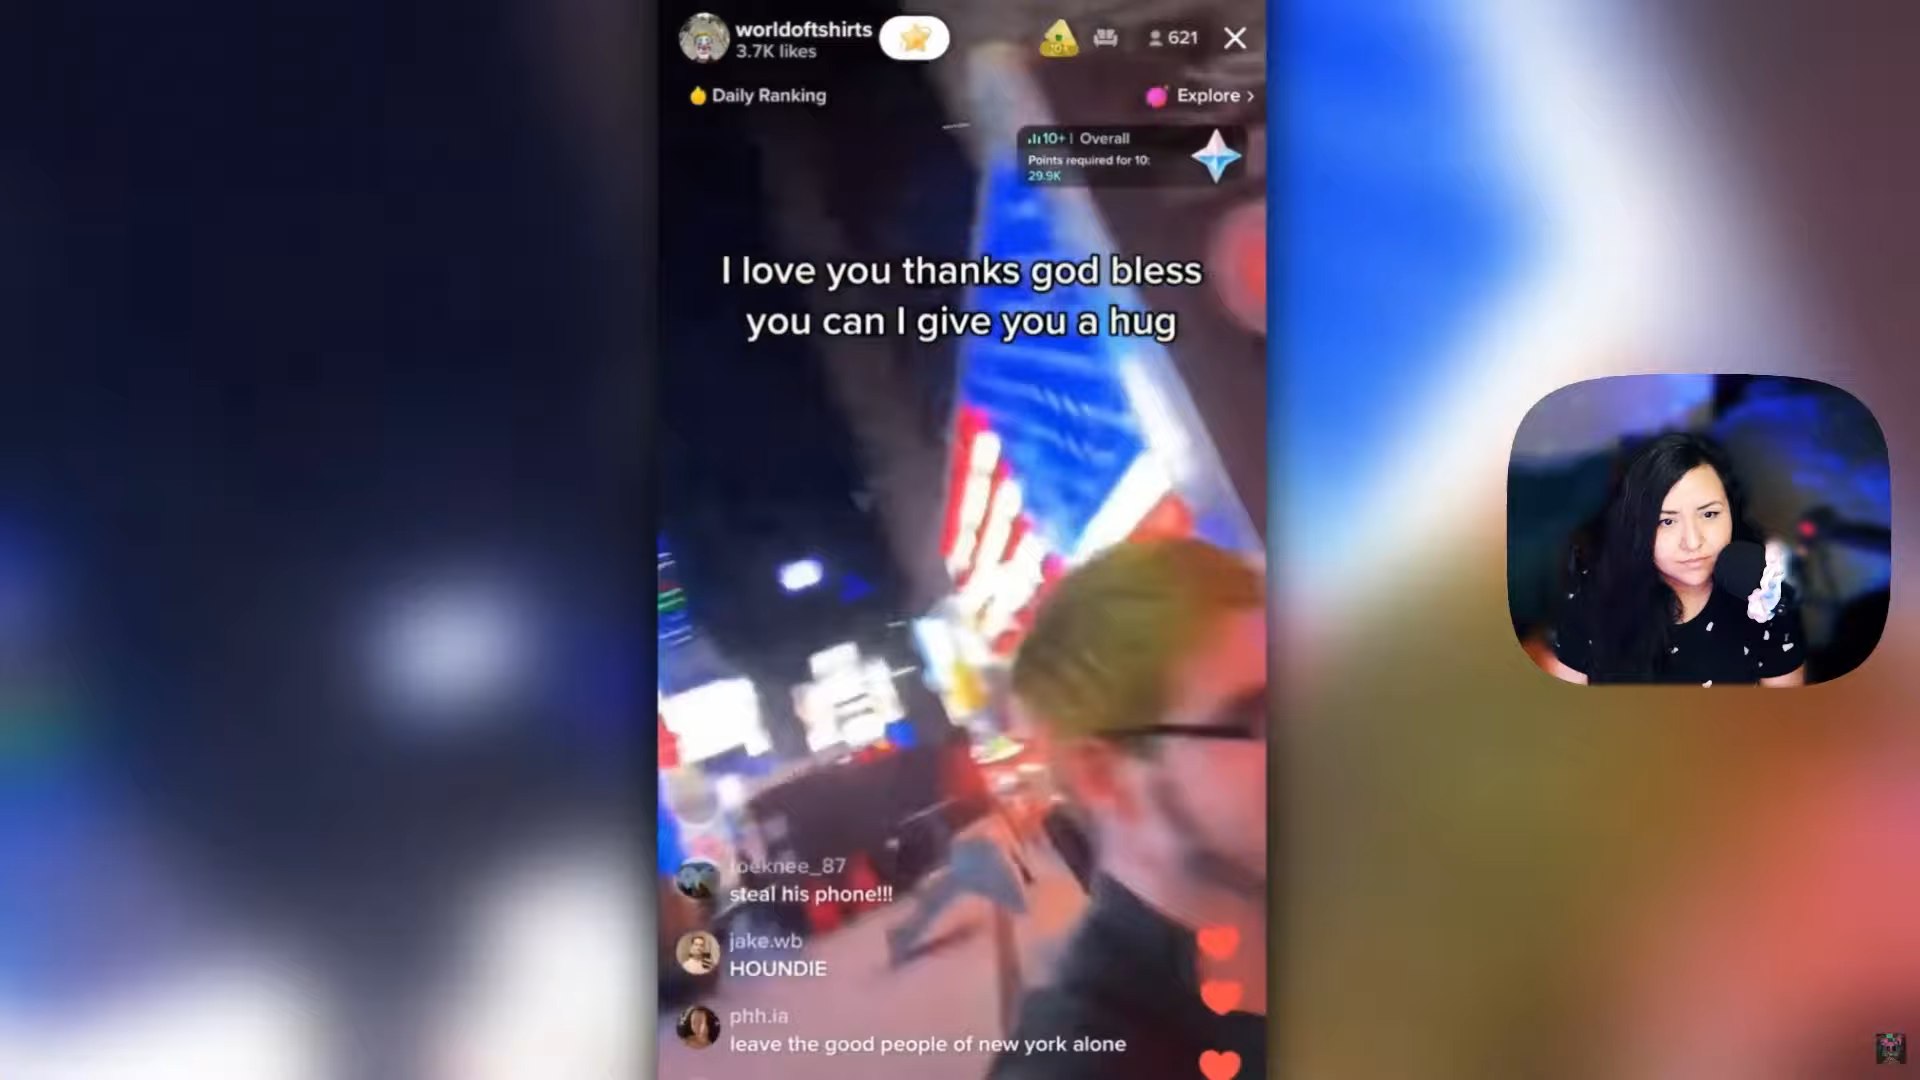 worldoftshirts
3.7K likes
621
Daily Ranking
Explore >
10+ | Overall
Points required for 10:
29.9K
I love you thanks god bless
you can I give you a hug
toeknee_87
steal his phone!!!
jake.wb
HOUNDIE
phh.ia
leave the good people of new york alone